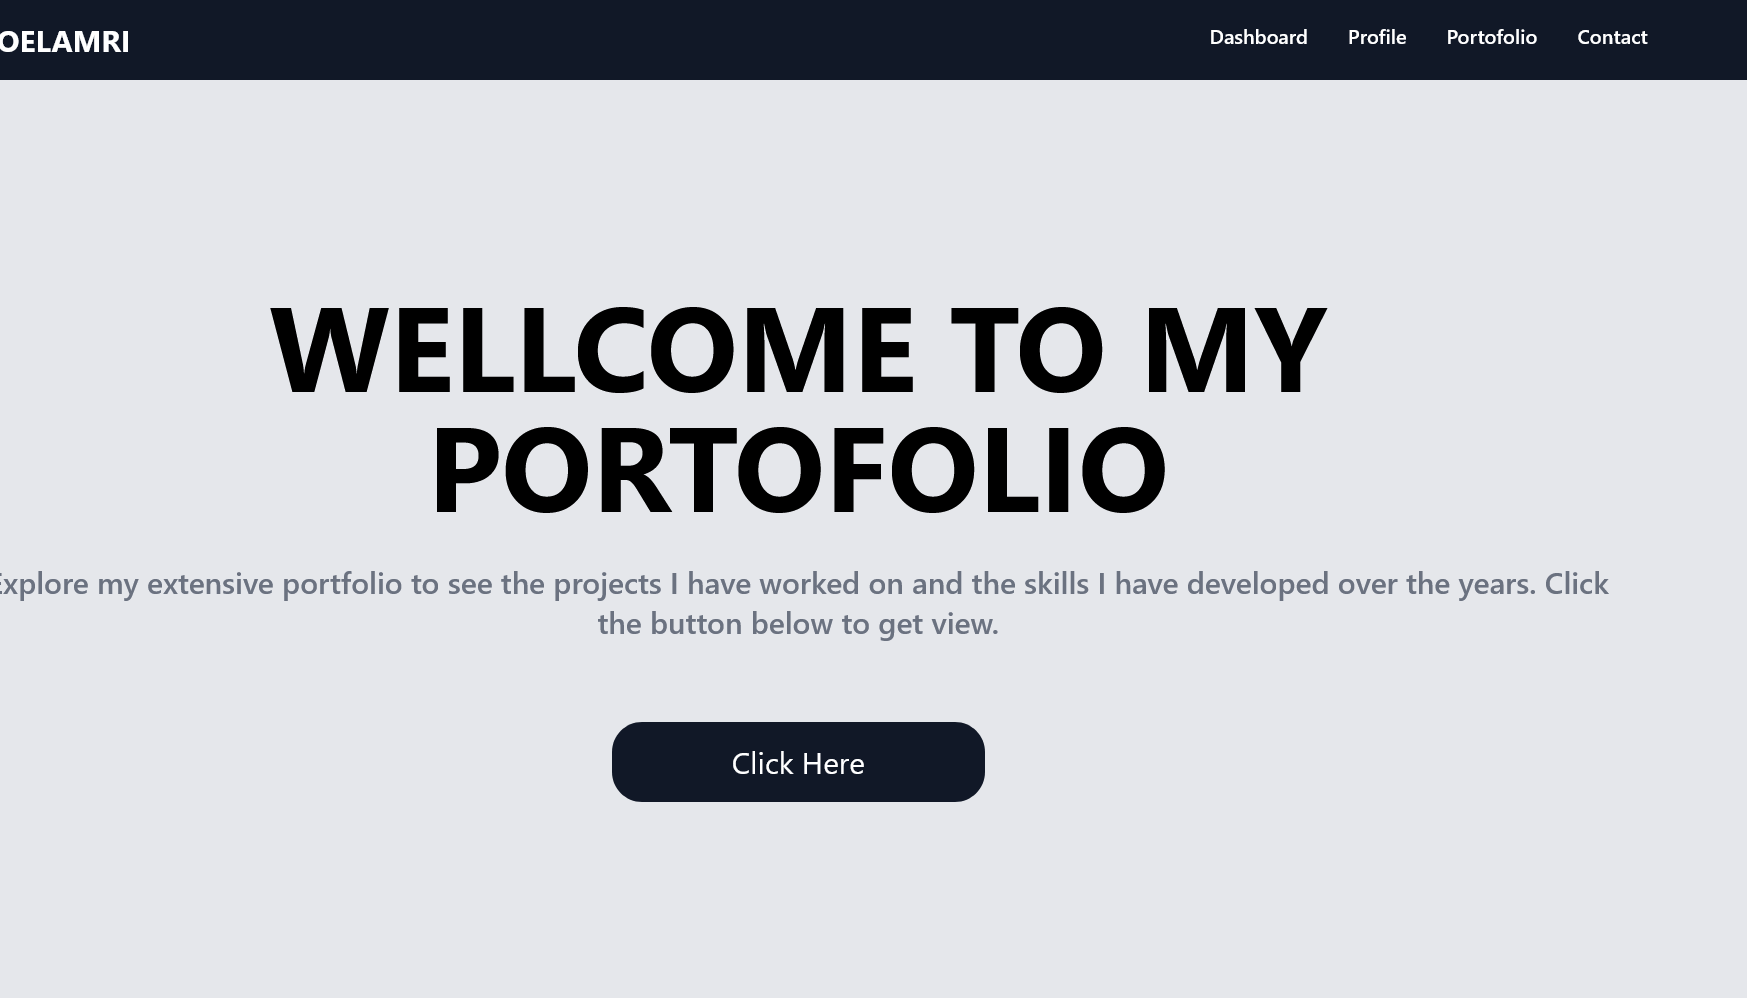 OELAMRI
Dashboard Profile Portofolio Contact
WELLCOME TO MY
PORTOFOLIO
Explore my extensive portfolio to see the projects I have worked on and the skills I have developed over the years. Click
the button below to get view.
Click Here